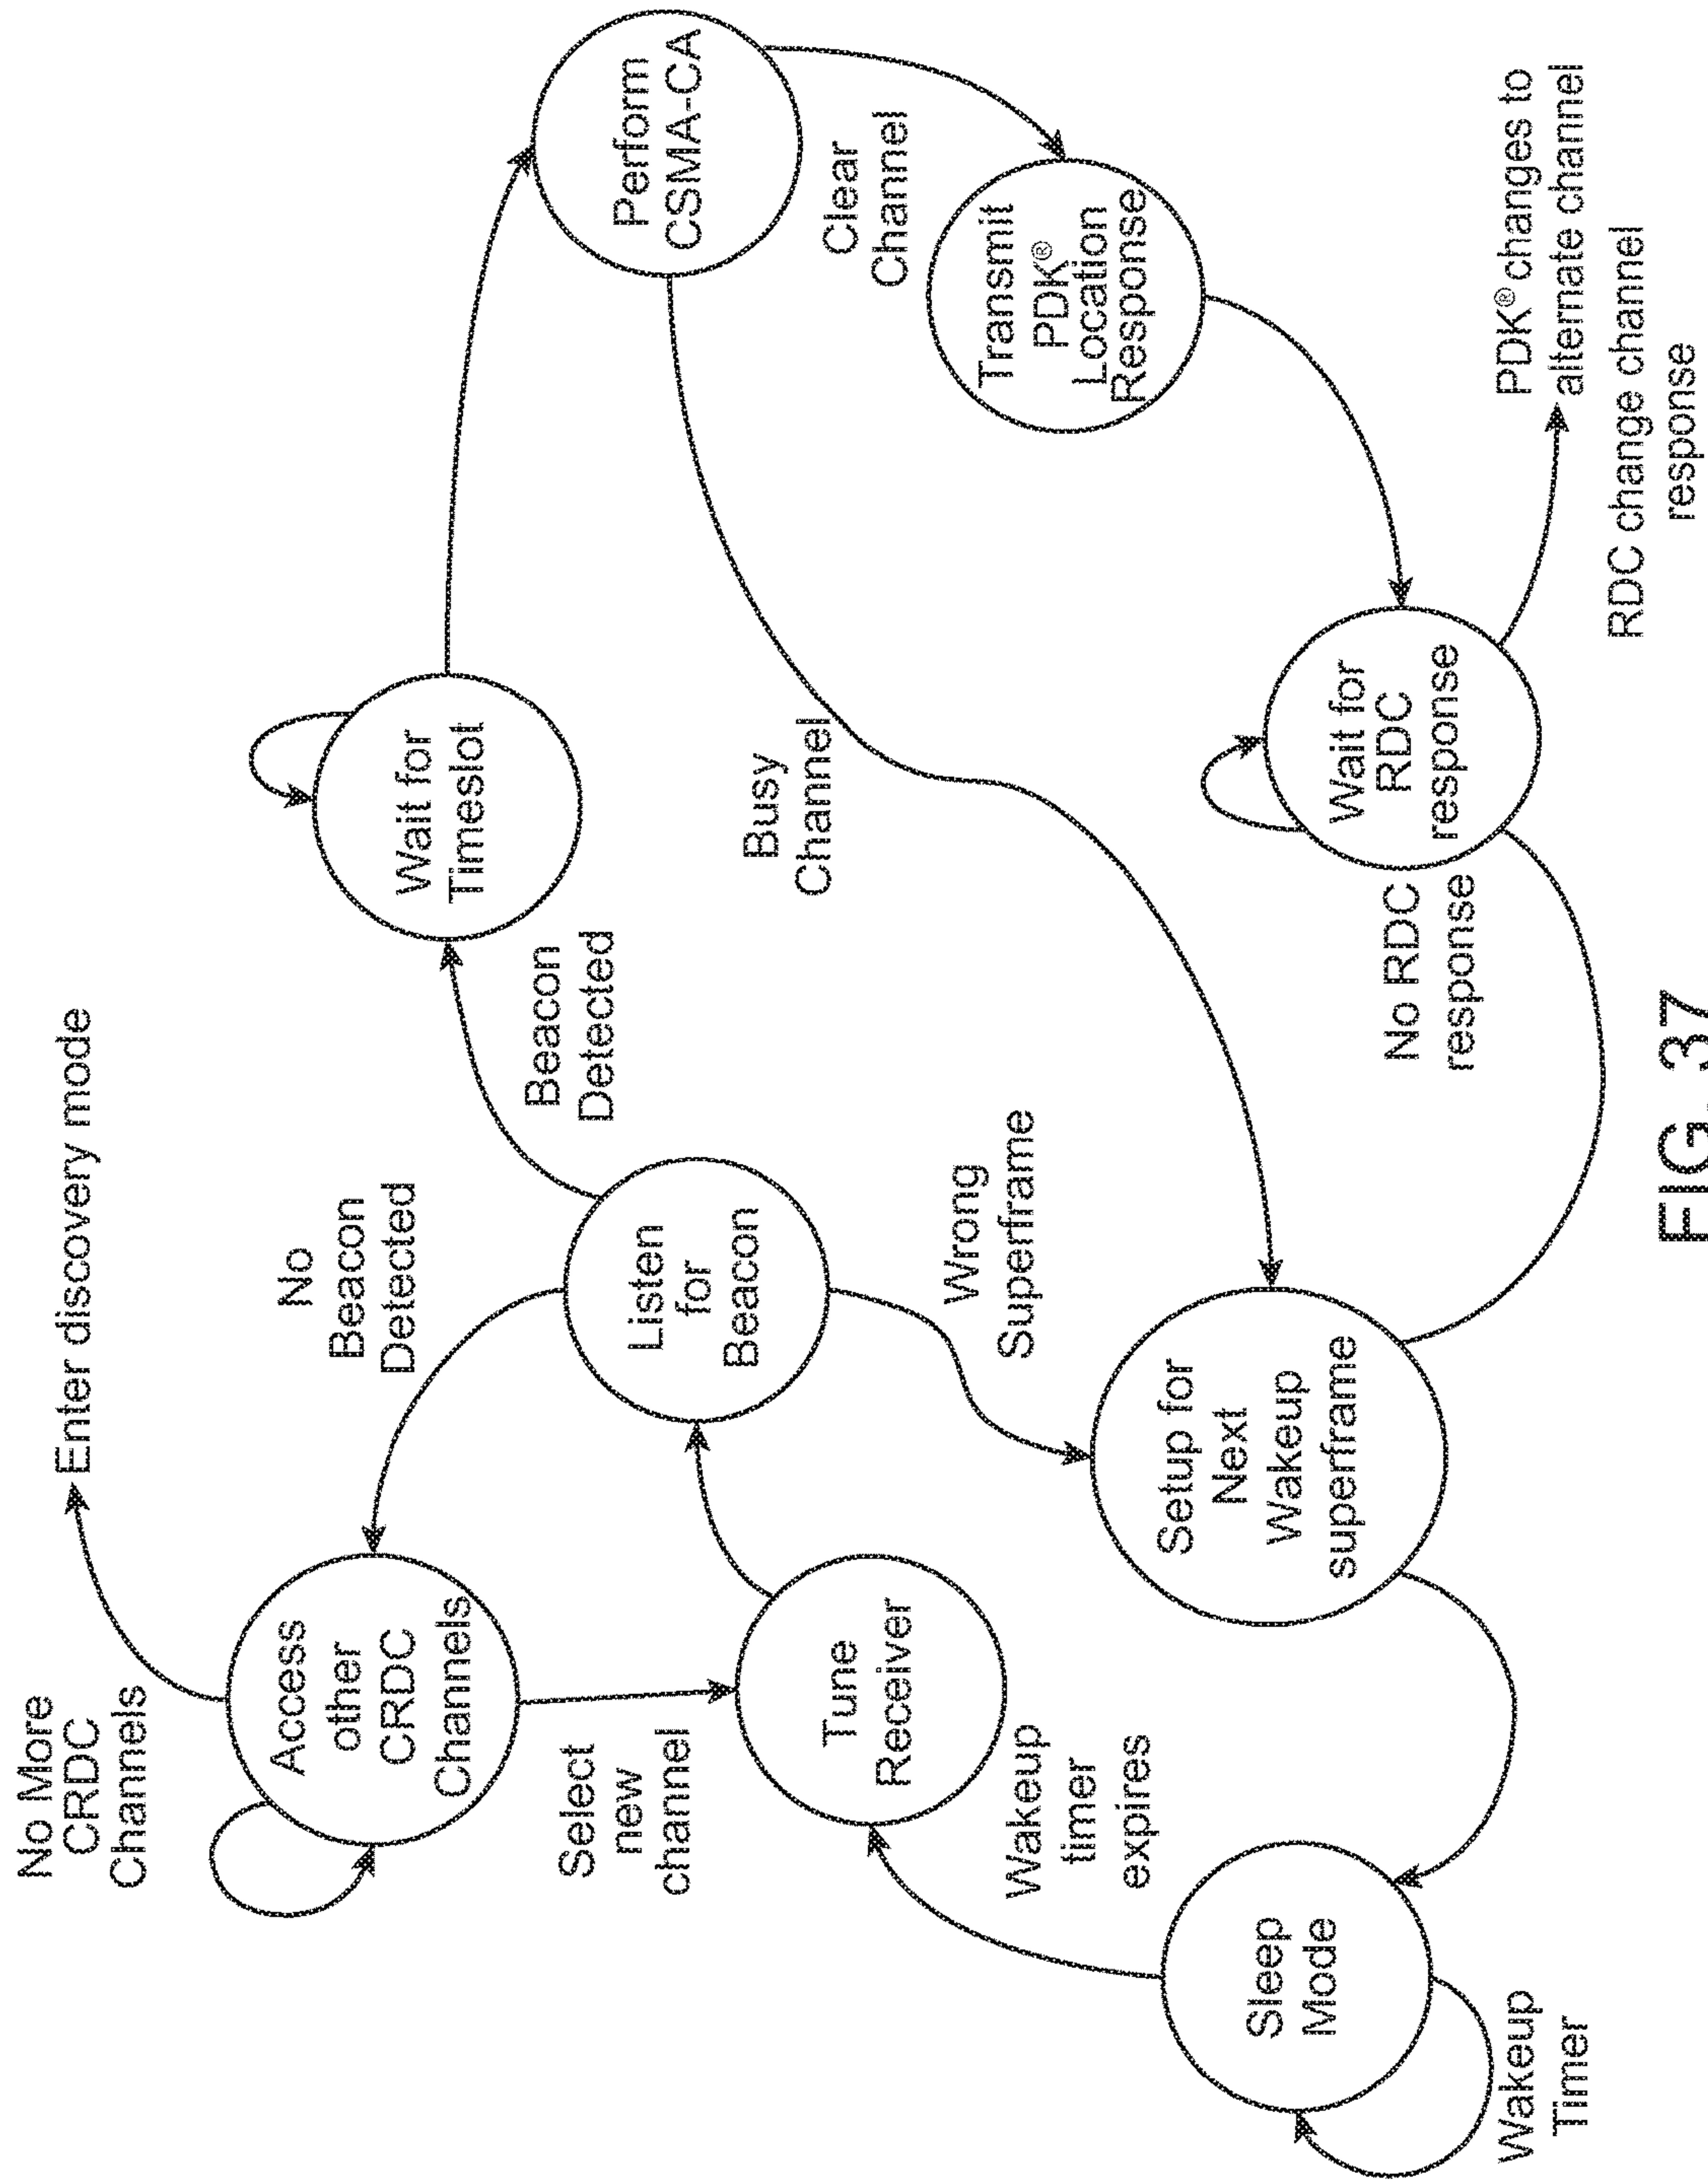 No More
CRDC
Channels
Enter discovery mode
Access
other
CRDC
Channels
No
Beacon
Detected
Select
new
channel
Tune
Receiver
Listen
for
Beacon
Beacon
Detected
Wait for
Timeslot
Perform
CSMA-CA
Clear
Channel
Busy
Channel
Transmit
PDK®
Location
Response
Wakeup
timer
expires
Wrong
Superframe
Setup for
Next
Wakeup
superframe
Sleep
Mode
Wakeup
Timer
No RDC
response
Wait for
RDC
response
PDK® changes to
alternate channel
RDC change channel
response
FIG. 37